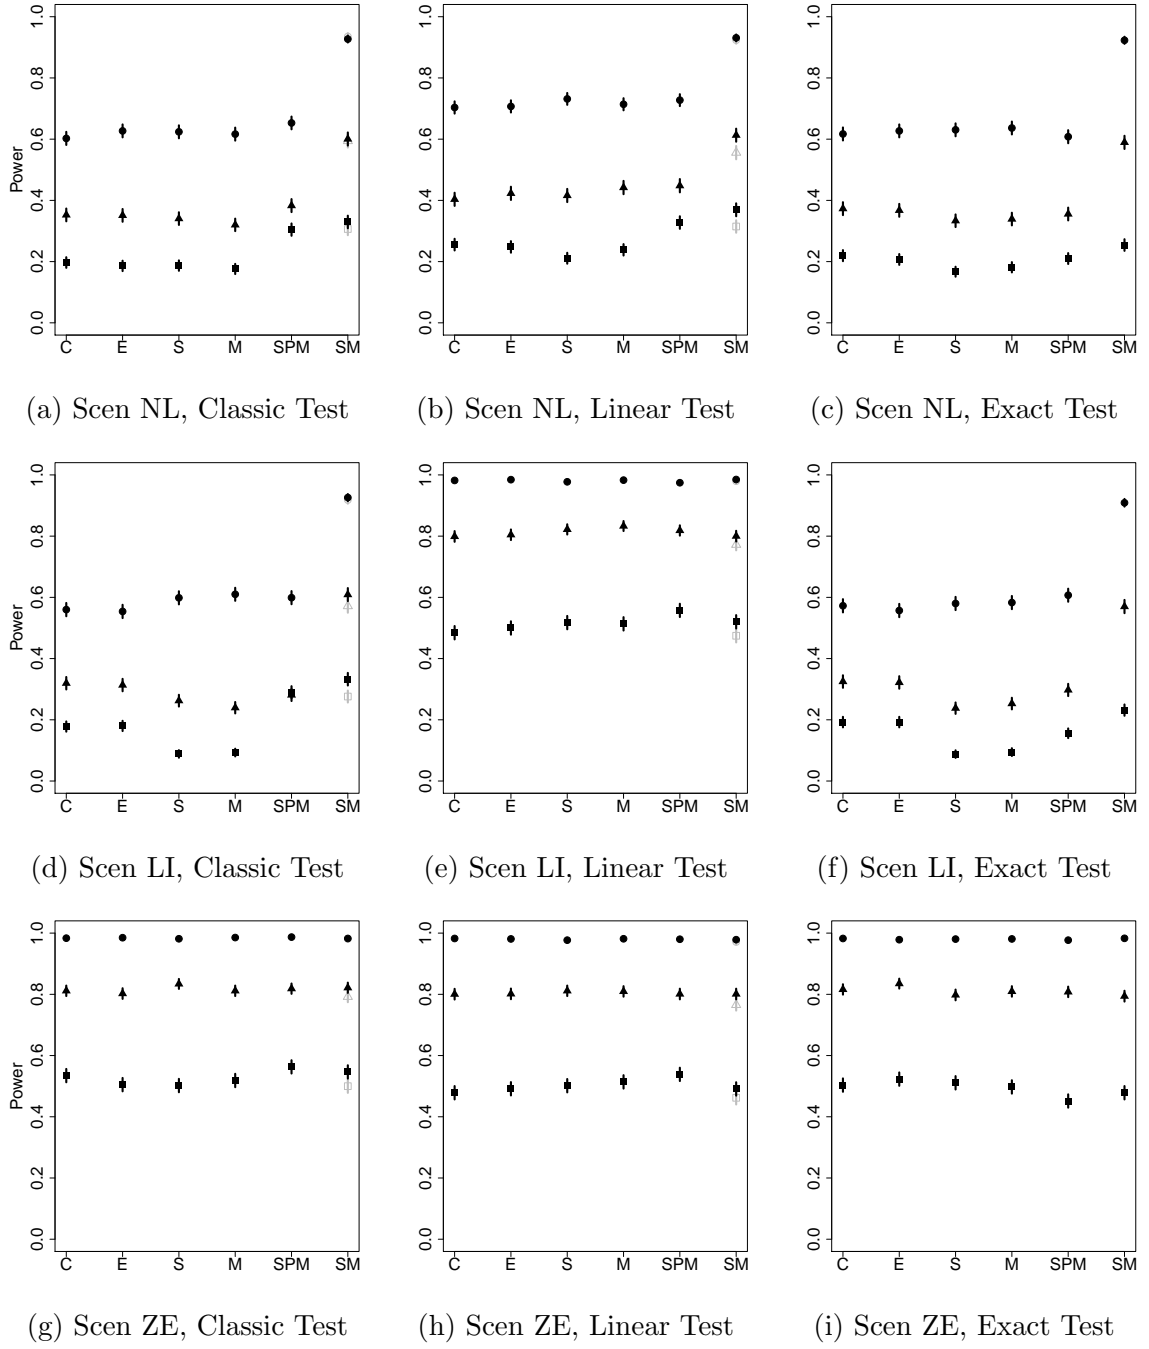 1.0
0.8
0.6
0.4
0.2
0.0
Power
C E S M SPM SM
1.0
0.8
0.6
0.4
0.2
0.0
C E S M SPM SM
1.0
0.8
0.6
0.4
0.2
0.0
C E S M SPM SM
(a) Scen NL, Classic Test
(b) Scen NL, Linear Test
(c) Scen NL, Exact Test
1.0
0.8
0.6
0.4
0.2
0.0
Power
C E S M SPM SM
1.0
0.8
0.6
0.4
0.2
0.0
C E S M SPM SM
1.0
0.8
0.6
0.4
0.2
0.0
C E S M SPM SM
(d) Scen LI, Classic Test
(e) Scen LI, Linear Test
(f) Scen LI, Exact Test
1.0
0.8
0.6
0.4
0.2
0.0
Power
C E S M SPM SM
1.0
0.8
0.6
0.4
0.2
0.0
C E S M SPM SM
1.0
0.8
0.6
0.4
0.2
0.0
C E S M SPM SM
(g) Scen ZE, Classic Test
(h) Scen ZE, Linear Test
(i) Scen ZE, Exact Test